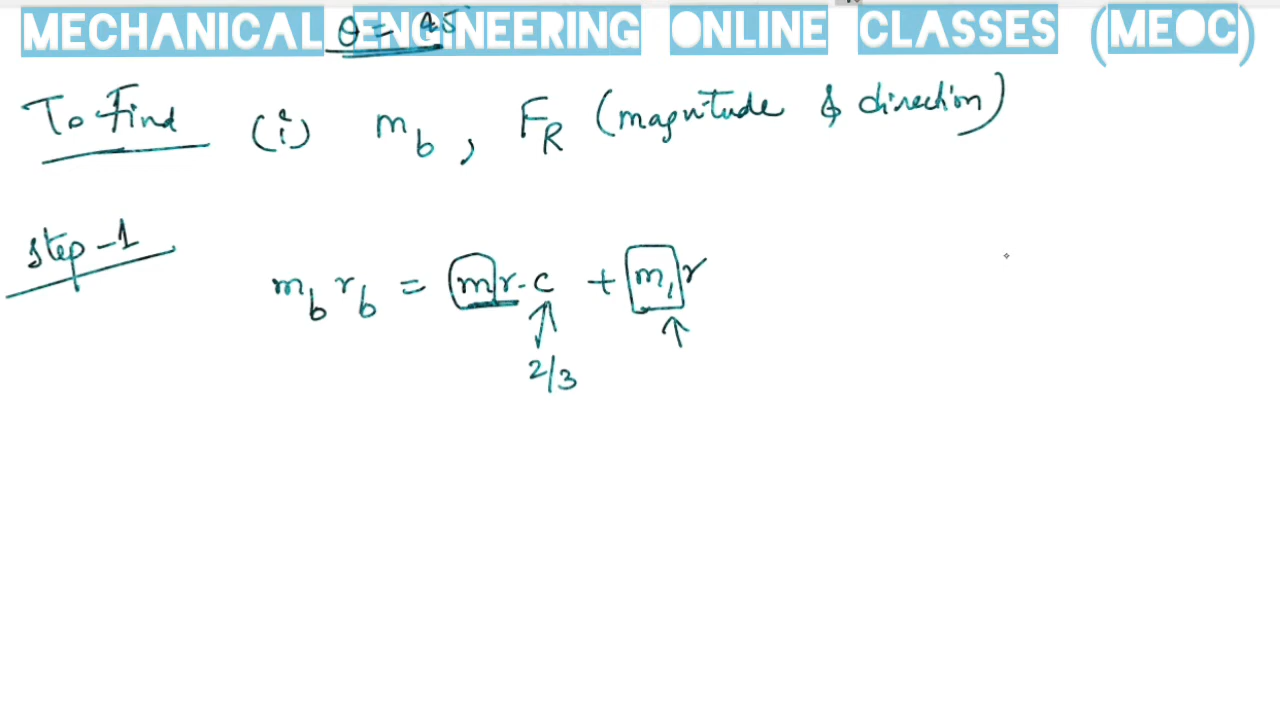 MECHANICAL ENGINEERING ONLINE CLASSES (MEOC)
θ = 45°
To Find (i) m_b, F_R (magnitude & direction)
Step-1
m_b r_b = m r . c + m_1 r
2/3